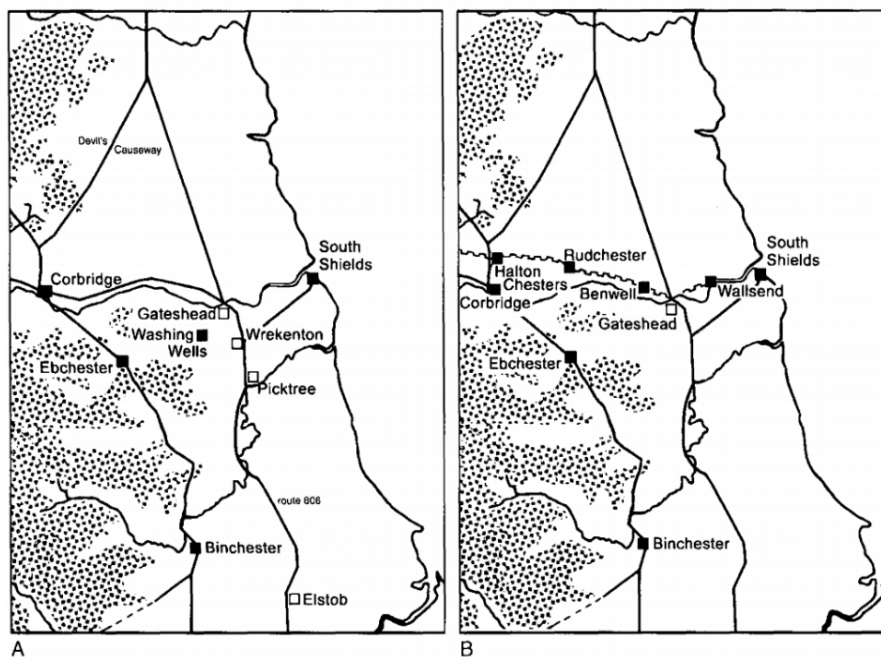 Devil's
Causeway
South
Shields
Corbridge
Gateshead
Washing
Wells
Wrekenton
Ebchester
Picktree
route 806
Binchester
Elstob
A
Rudchester
South
Shields
Halton
Chesters
Corbridge
Benwell
Wallsend
Gateshead
Ebchester
Binchester
B